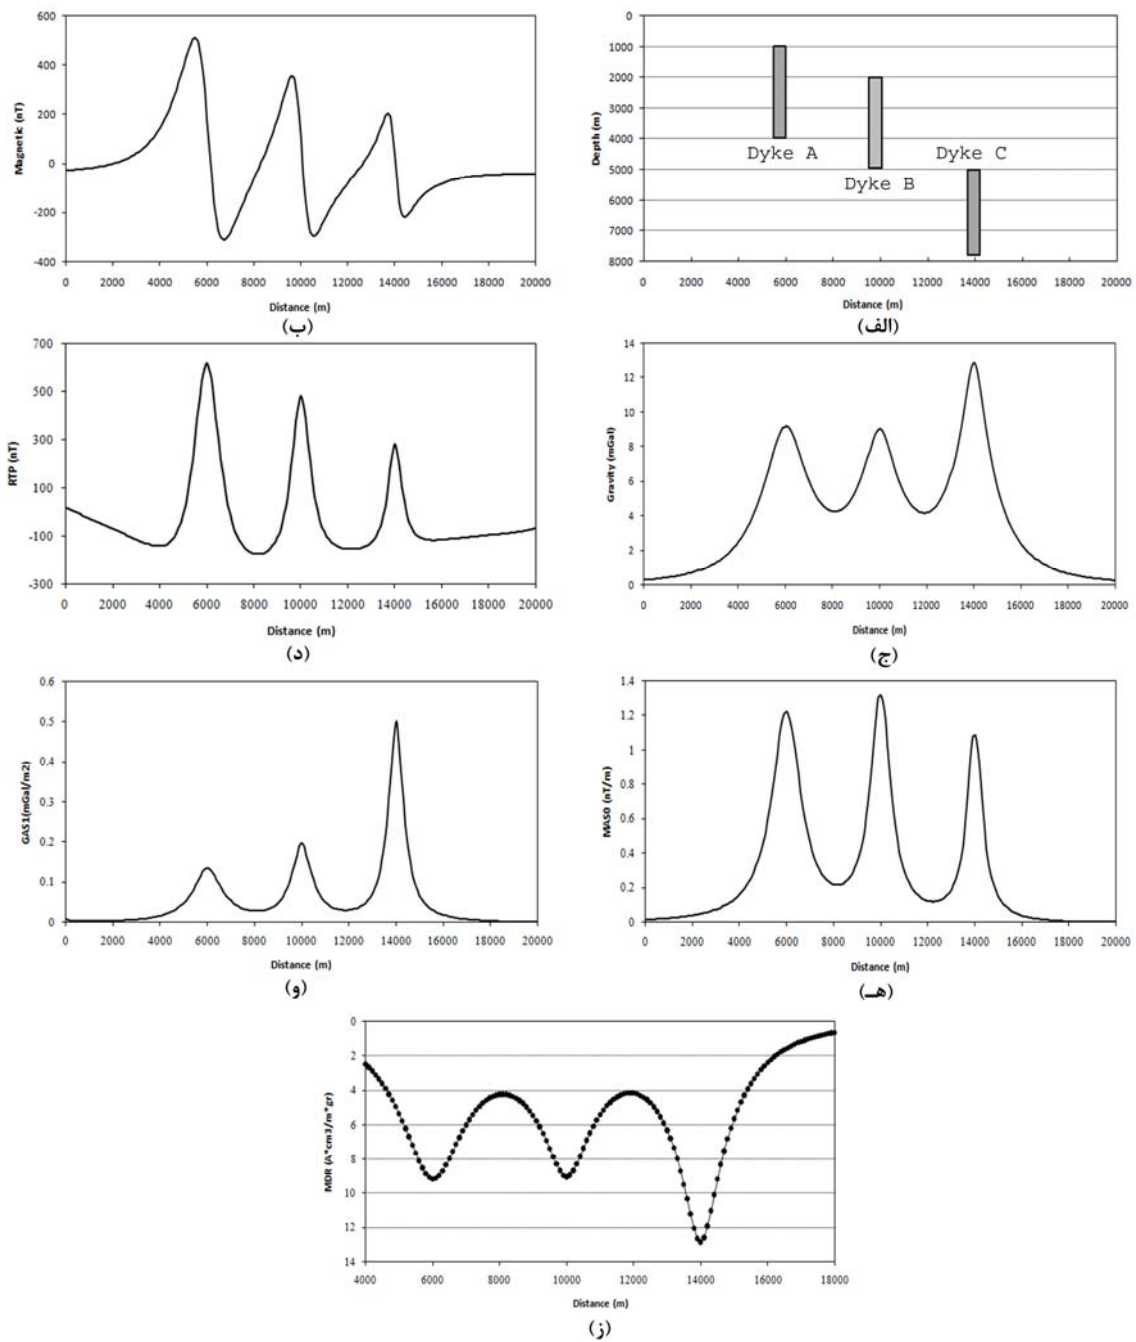 600
400
200
0
-200
-400
Magnetic (nT)
0 2000 4000 6000 8000 10000 12000 14000 16000 18000 20000
Distance (m)
(ب)
0
1000
2000
3000
4000
5000
6000
7000
8000
Depth (m)
Dyke A
Dyke B
Dyke C
0 2000 4000 6000 8000 10000 12000 14000 16000 18000 20000
Distance (m)
(الف)
700
500
300
100
-100
-300
RTP (nT)
0 2000 4000 6000 8000 10000 12000 14000 16000 18000 20000
Distance (m)
(د)
14
12
10
8
6
4
2
0
Gravity (mGal)
0 2000 4000 6000 8000 10000 12000 14000 16000 18000 20000
Distance (m)
(ج)
0.6
0.5
0.4
0.3
0.2
0.1
0
GAS1(mGal/m2)
0 2000 4000 6000 8000 10000 12000 14000 16000 18000 20000
Distance (m)
(و)
1.4
1.2
1
0.8
0.6
0.4
0.2
0
MAS0 (nT/m)
0 2000 4000 6000 8000 10000 12000 14000 16000 18000 20000
Distance (m)
(هـ)
0
2
4
6
8
10
12
14
MDR (A*cm3/m*gr)
4000 6000 8000 10000 12000 14000 16000 18000
Distance (m)
(ز)